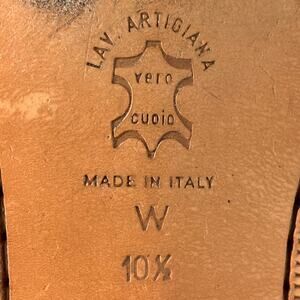 LAV. ARTIGIANA
vero
cuoio
MADE IN ITALY
W
10½